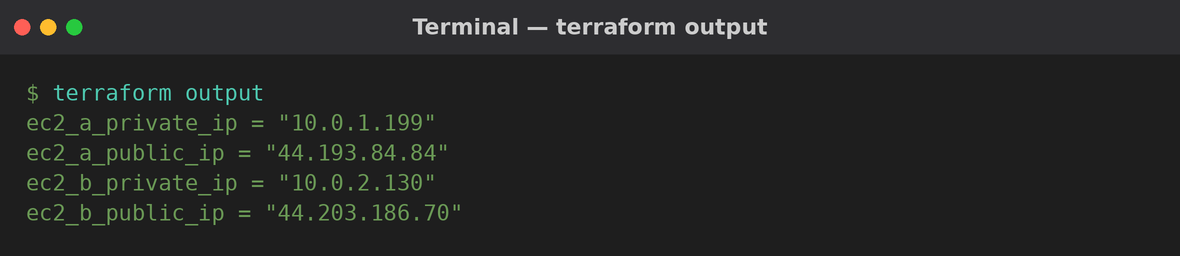 Terminal — terraform output
$ terraform output
ec2_a_private_ip = "10.0.1.199"
ec2_a_public_ip = "44.193.84.84"
ec2_b_private_ip = "10.0.2.130"
ec2_b_public_ip = "44.203.186.70"